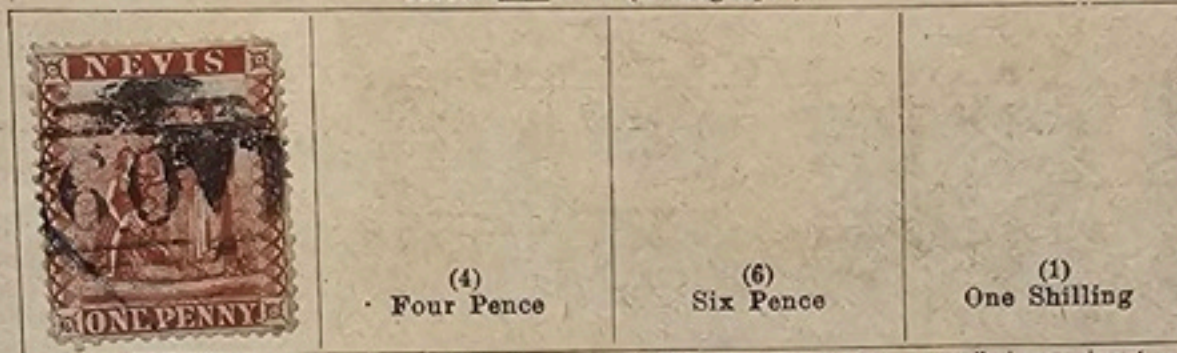 NEVIS
ONE PENNY
(4)
Four Pence
(6)
Six Pence
(1)
One Shilling